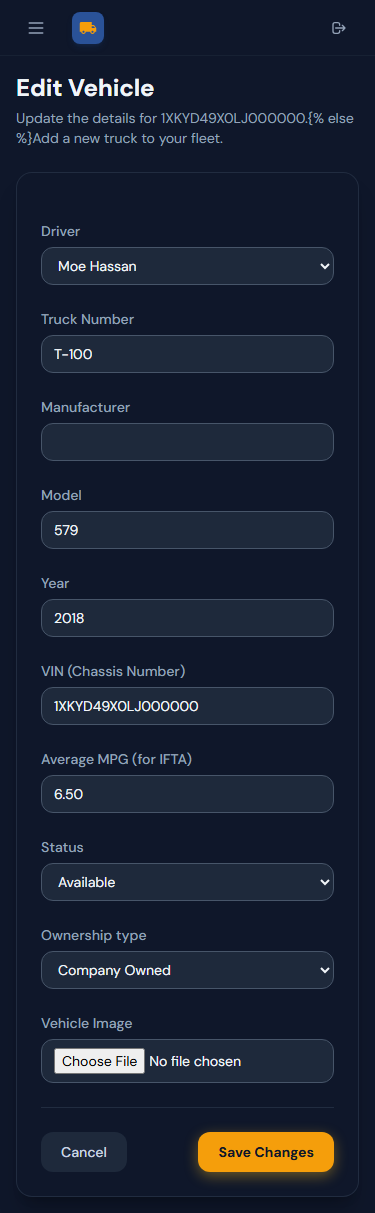 Edit Vehicle
Update the details for 1XKYD49X0LJ000000.{% else
%}Add a new truck to your fleet.
Driver
Moe Hassan
Truck Number
T-100
Manufacturer
Model
579
Year
2018
VIN (Chassis Number)
1XKYD49X0LJ000000
Average MPG (for IFTA)
6.50
Status
Available
Ownership type
Company Owned
Vehicle Image
Choose File No file chosen
Cancel Save Changes